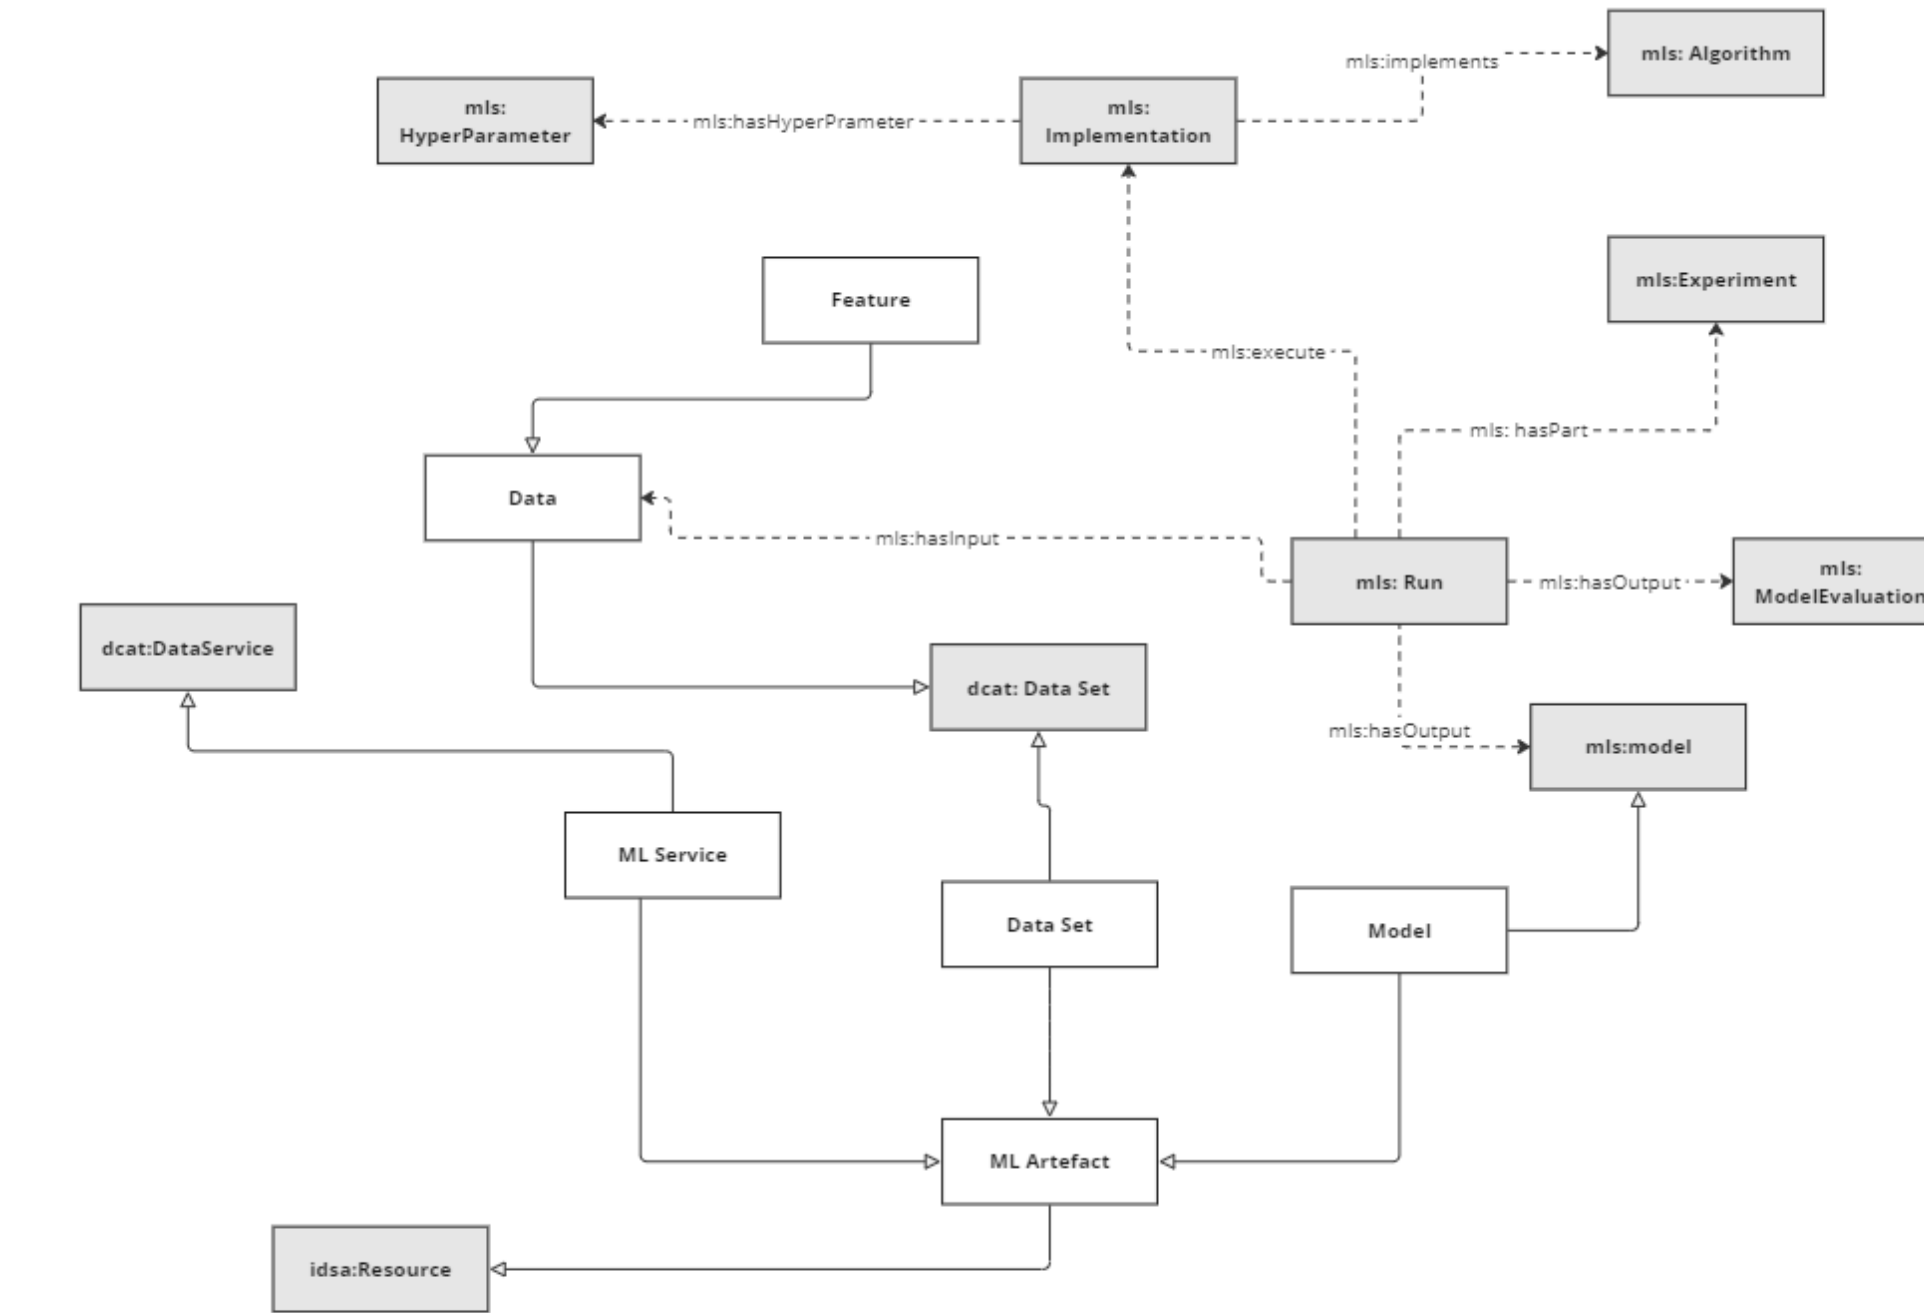 mls: Algorithm
mls:implements
mls:
HyperParameter
mls:hasHyperPrameter
mls:
Implementation
mls:Experiment
Feature
mls:execute
mls: hasPart
Data
mls:hasInput
mls: Run
mls:hasOutput
mls:
ModelEvaluation
dcat:DataService
dcat: Data Set
mls:hasOutput
mls:model
ML Service
Data Set
Model
ML Artefact
idsa:Resource